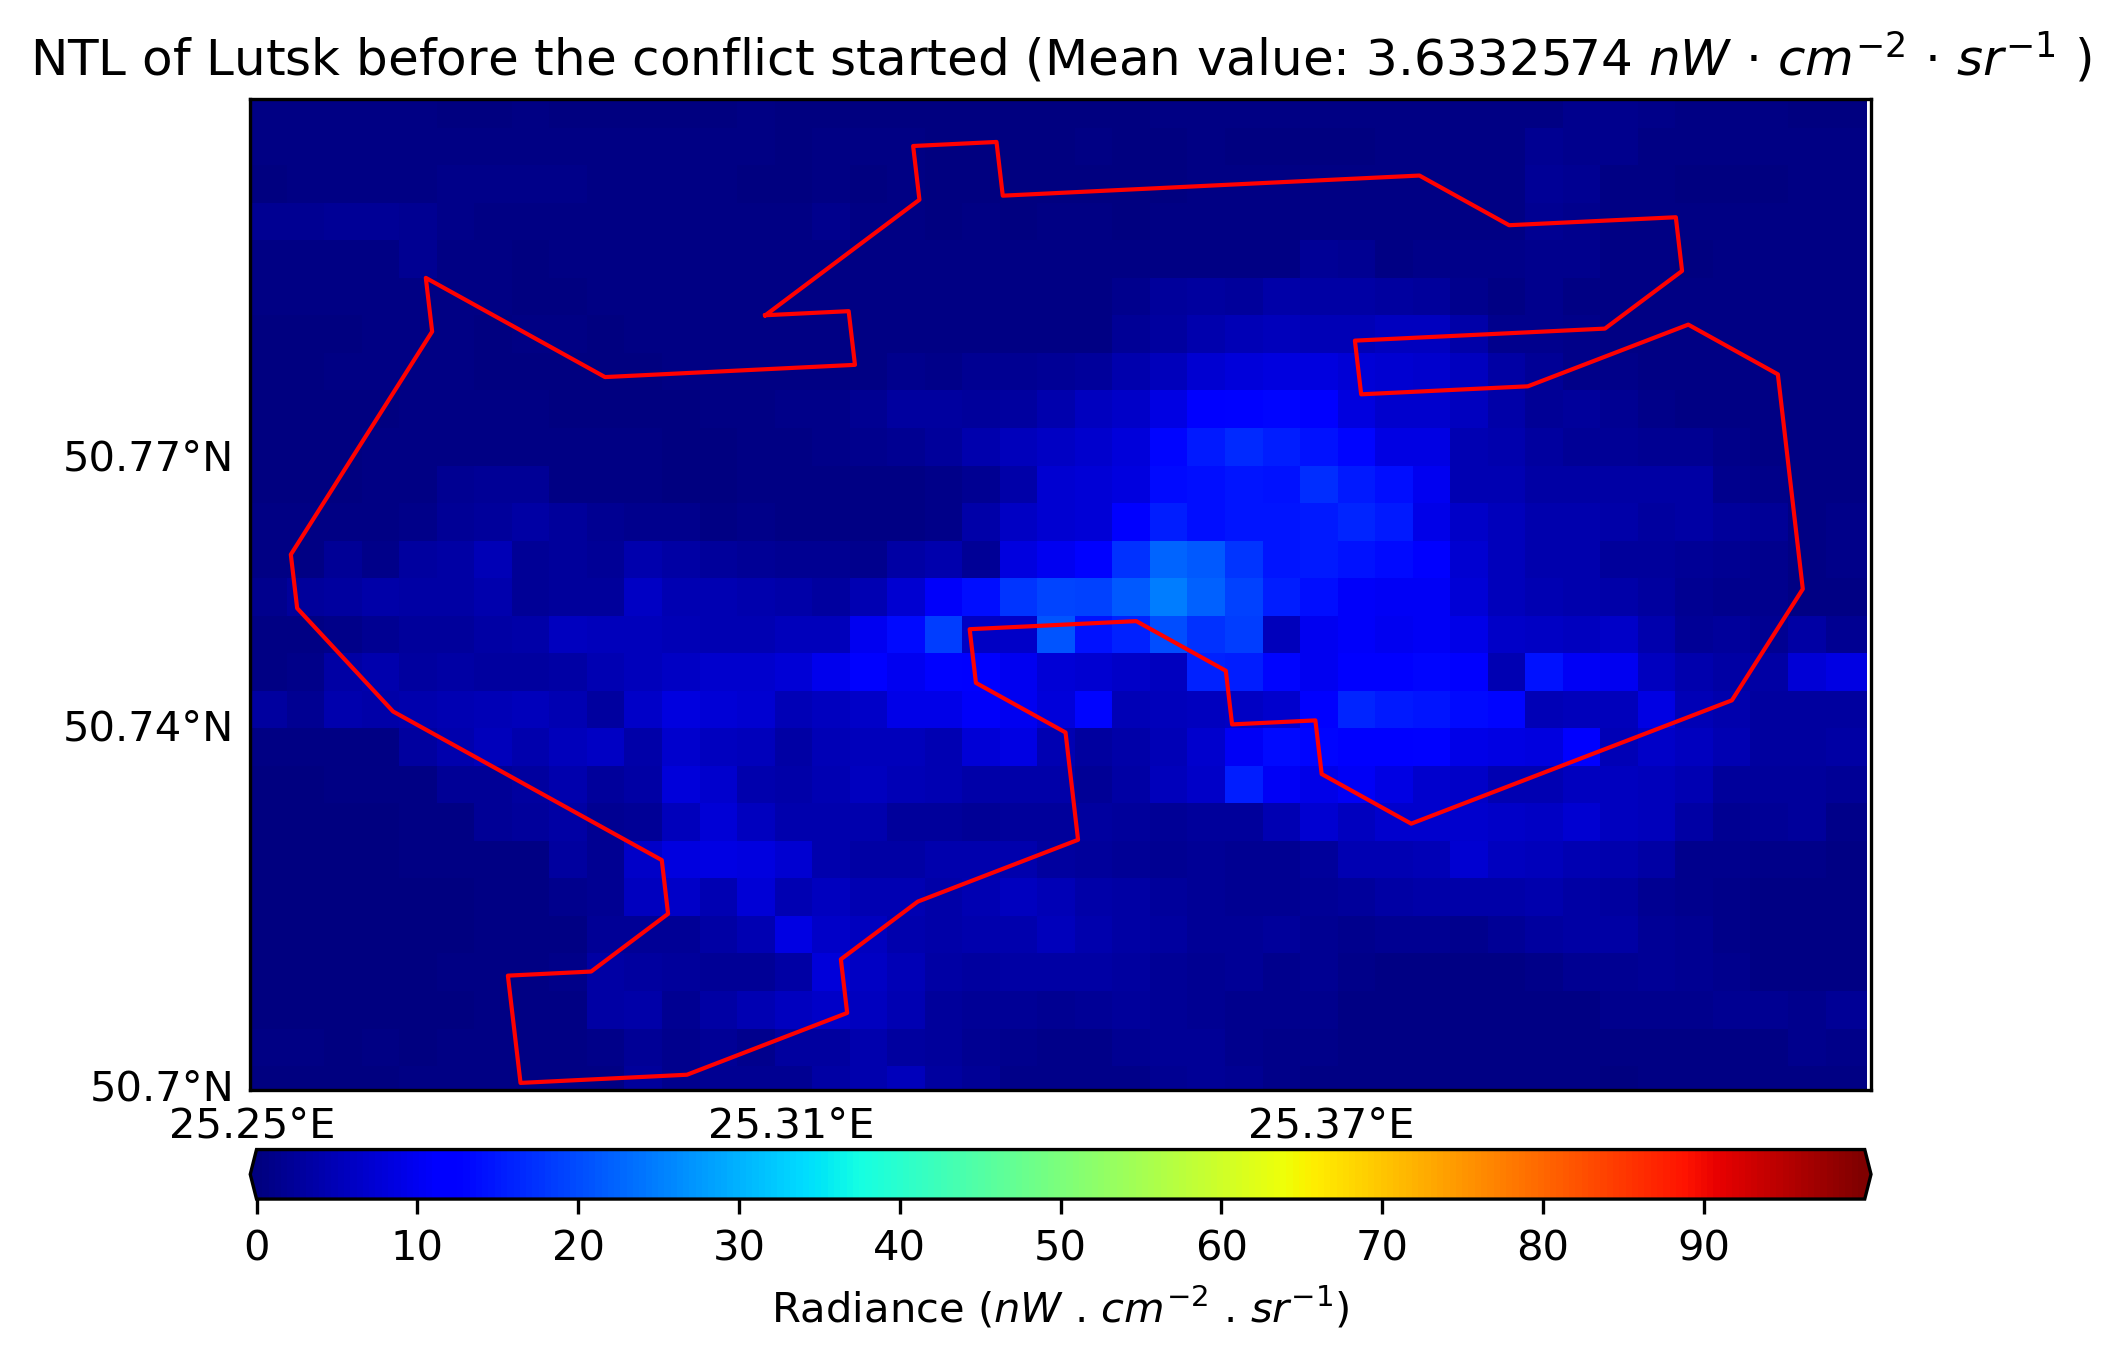 NTL of Lutsk before the conflict started (Mean value: 3.6332574 nW · cm⁻² · sr⁻¹ )
50.77°N
50.74°N
50.7°N
25.25°E 25.31°E 25.37°E
0 10 20 30 40 50 60 70 80 90
Radiance (nW . cm⁻² . sr⁻¹)